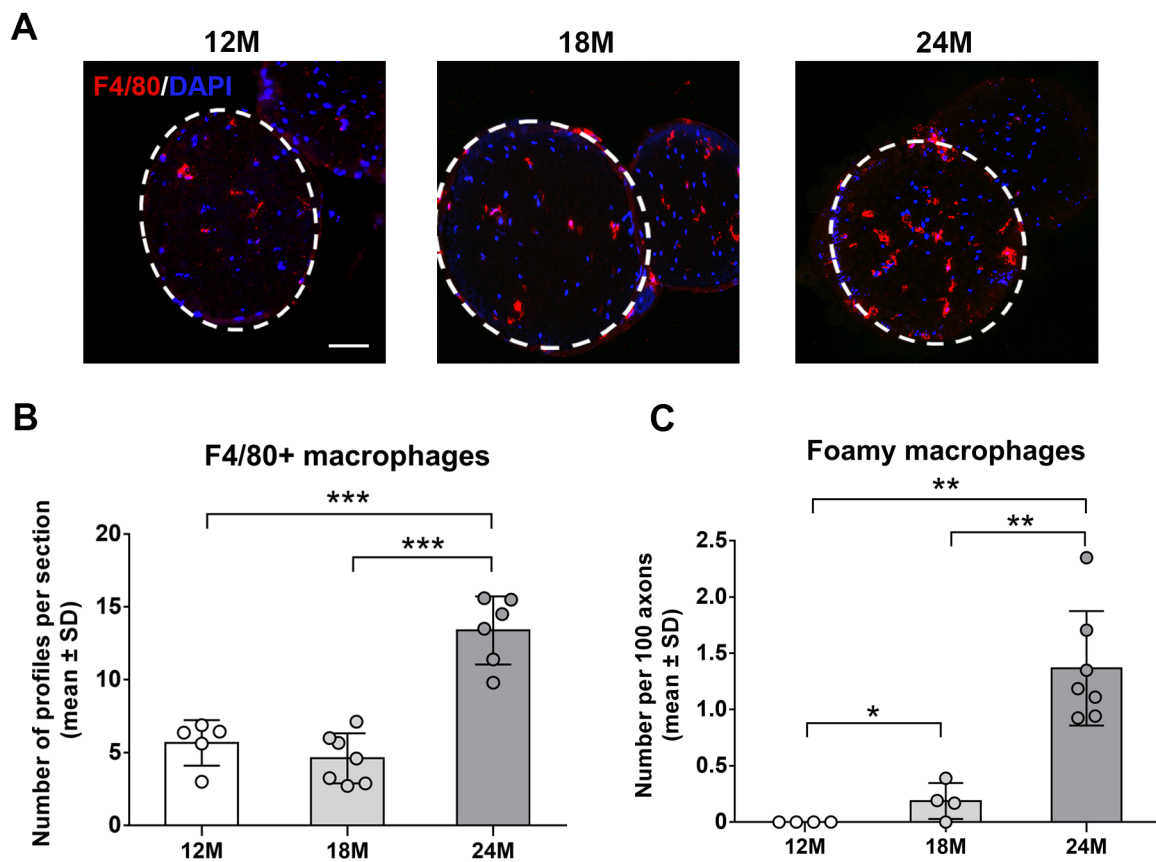 A
12M
18M
24M
F4/80/DAPI
B
F4/80+ macrophages
***
***
Number of profiles per section
(mean ± SD)
20
15
10
5
0
12M
18M
24M
C
Foamy macrophages
**
**
*
Number per 100 axons
(mean ± SD)
2.5
2.0
1.5
1.0
0.5
0
12M
18M
24M